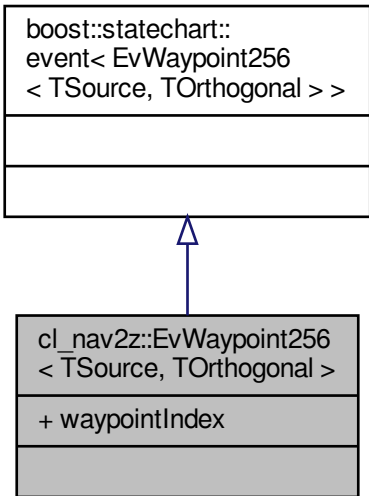 boost::statechart::
event< EvWaypoint256
< TSource, TOrthogonal > >
cl_nav2z::EvWaypoint256
< TSource, TOrthogonal >
+ waypointIndex